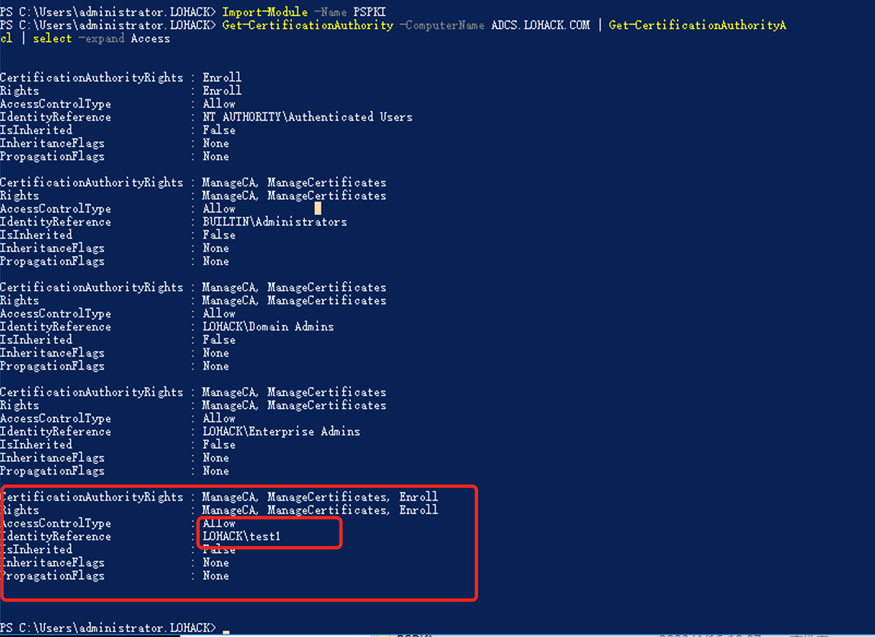 PS C:\Users\administrator.LOHACK> Import-Module -Name PSPKI
PS C:\Users\administrator.LOHACK> Get-CertificationAuthority -ComputerName ADCS.LOHACK.COM | Get-CertificationAuthorityA
cl | select -expand Access
CertificationAuthorityRights : Enroll
Rights : Enroll
AccessControlType : Allow
IdentityReference : NT AUTHORITY\Authenticated Users
IsInherited : False
InheritanceFlags : None
PropagationFlags : None
CertificationAuthorityRights : ManageCA, ManageCertificates
Rights : ManageCA, ManageCertificates
AccessControlType : Allow
IdentityReference : BUILTIN\Administrators
IsInherited : False
InheritanceFlags : None
PropagationFlags : None
CertificationAuthorityRights : ManageCA, ManageCertificates
Rights : ManageCA, ManageCertificates
AccessControlType : Allow
IdentityReference : LOHACK\Domain Admins
IsInherited : False
InheritanceFlags : None
PropagationFlags : None
CertificationAuthorityRights : ManageCA, ManageCertificates
Rights : ManageCA, ManageCertificates
AccessControlType : Allow
IdentityReference : LOHACK\Enterprise Admins
IsInherited : False
InheritanceFlags : None
PropagationFlags : None
CertificationAuthorityRights : ManageCA, ManageCertificates, Enroll
Rights : ManageCA, ManageCertificates, Enroll
AccessControlType : Allow
IdentityReference : LOHACK\test1
IsInherited : False
InheritanceFlags : None
PropagationFlags : None
PS C:\Users\administrator.LOHACK> _